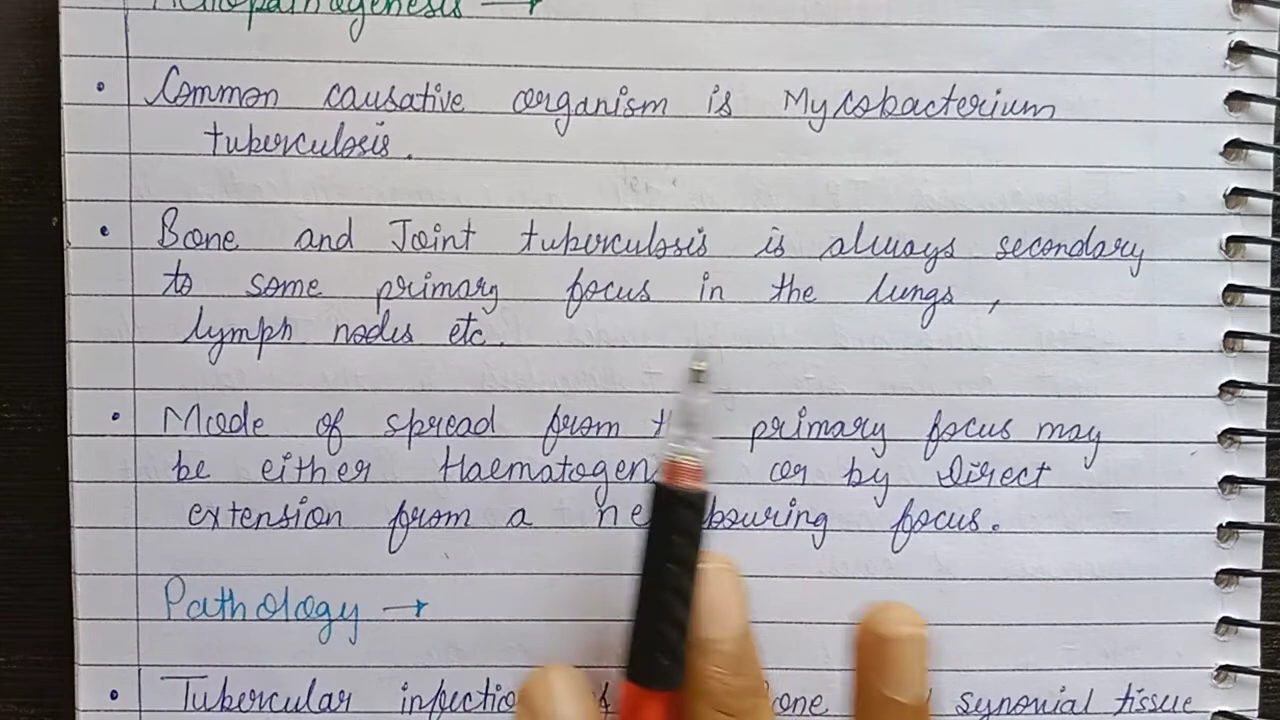 Aetiopathogenesis →
• Common causative organism is Mycobacterium
tuberculosis.
• Bone and Joint tuberculosis is always secondary
to some primary focus in the lungs,
lymph nodes etc.
• Mode of spread from primary focus may
be either Haematogen or by Direct
extension from a ne bouring focus.
Pathology →
• Tubercular infectio one synovial tissue